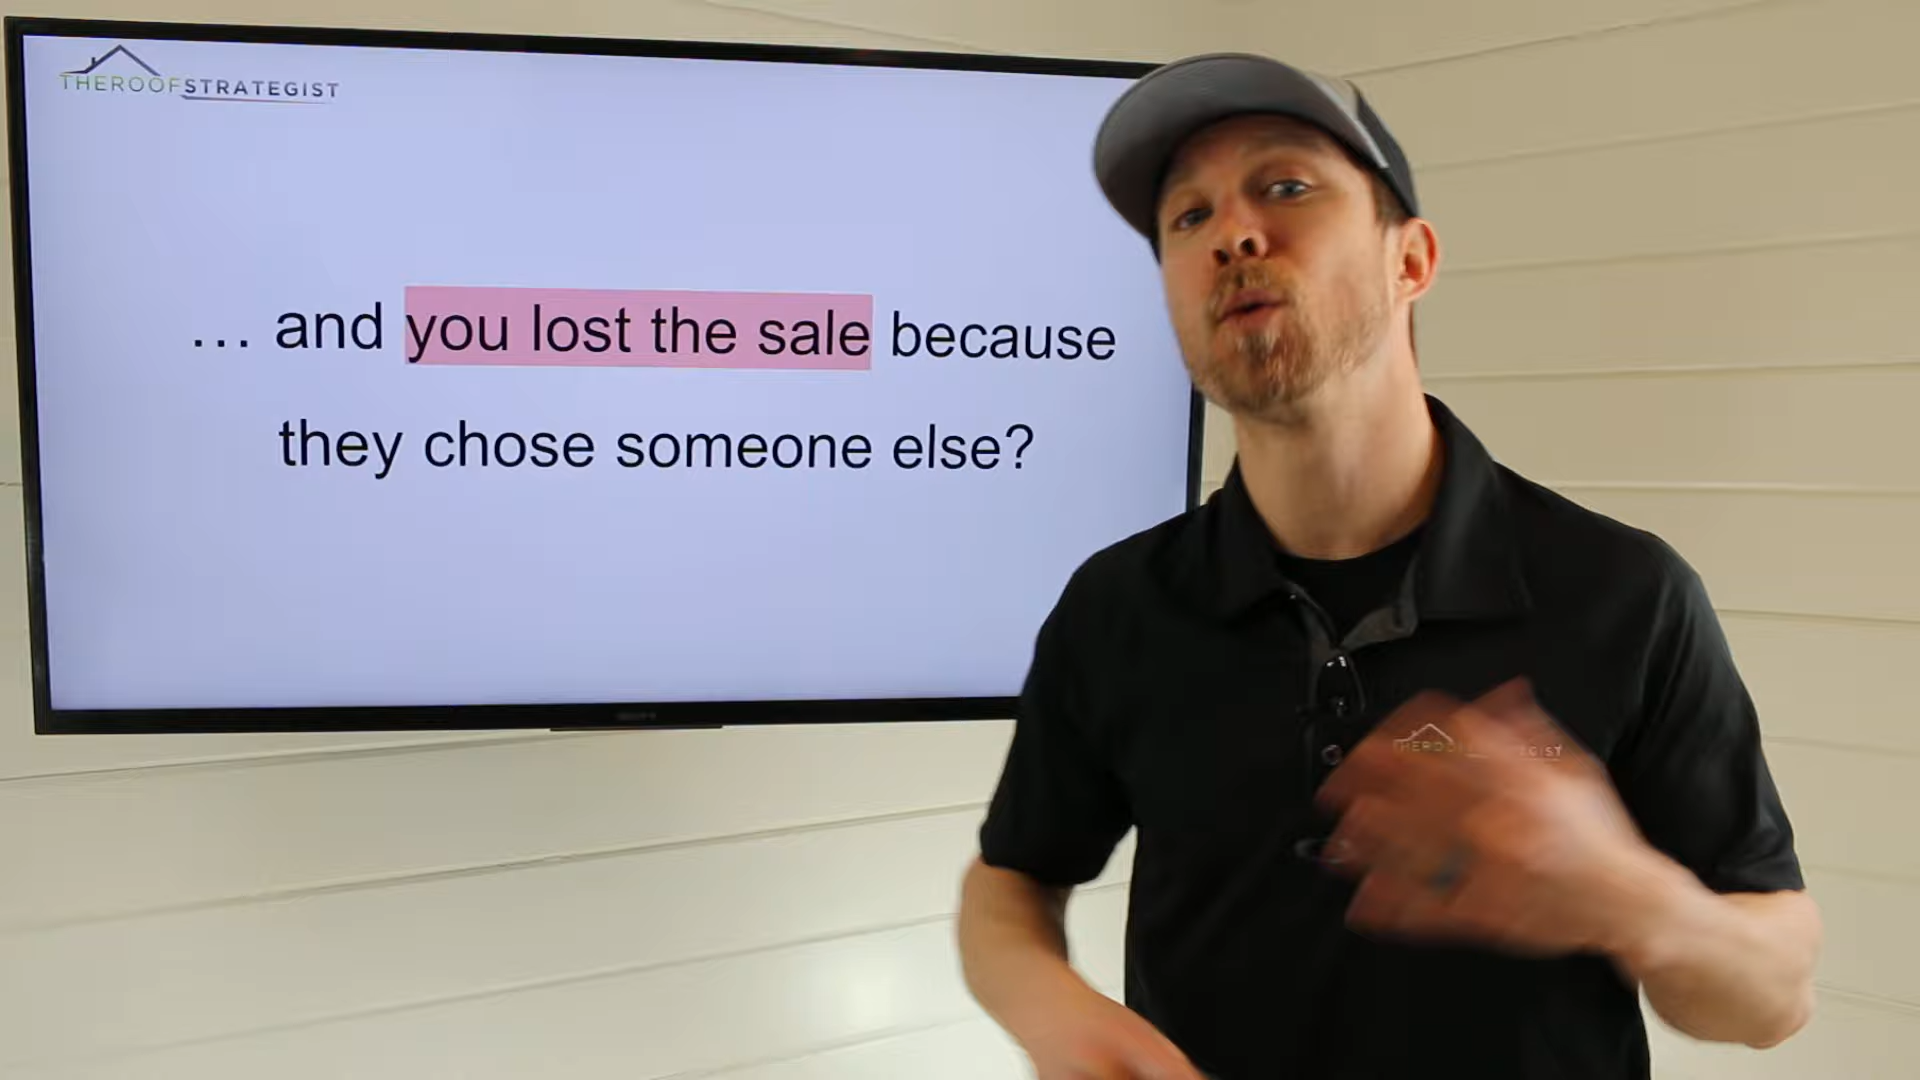 THEROOFSTRATEGIST
... and you lost the sale because
they chose someone else?